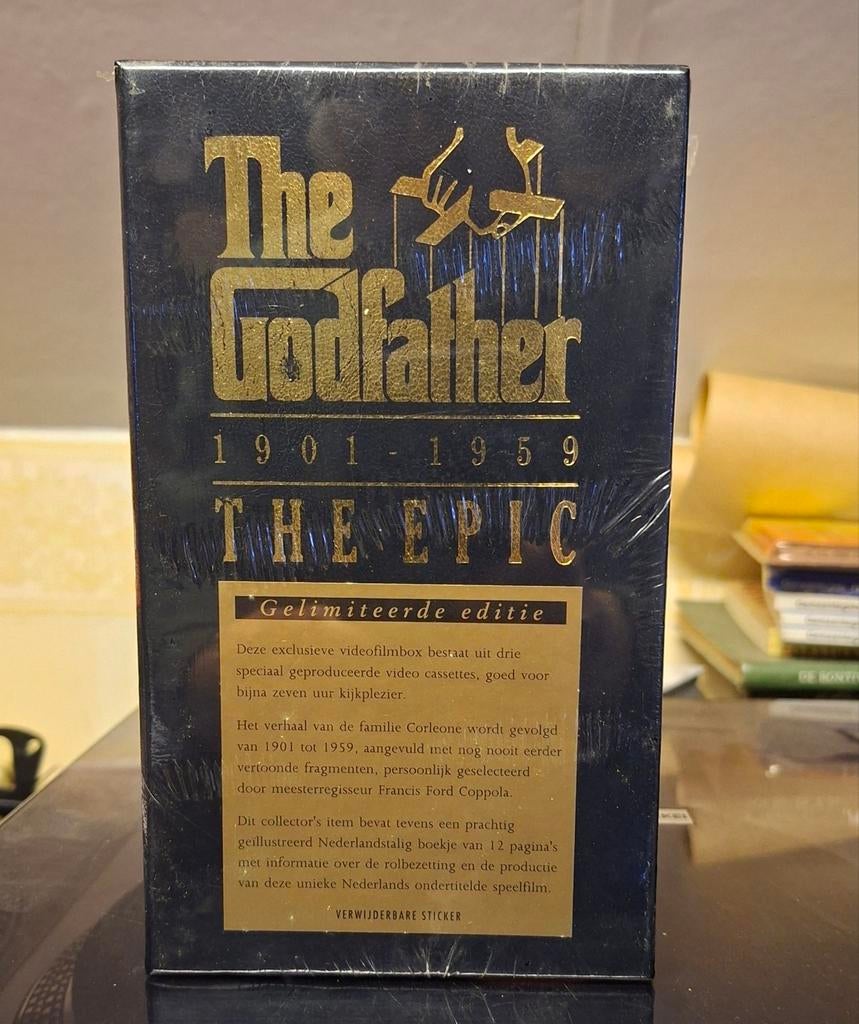 The
Godfather
1901-1959
THE EPIC
Gelimiteerde editie
Deze exclusieve videofilmbox bestaat uit drie
speciaal geproduceerde video cassettes, goed voor
bijna zeven uur kijkplezier.
Het verhaal van de familie Corleone wordt gevolgd
van 1901 tot 1959, aangevuld met nog nooit eerder
vertoonde fragmenten, persoonlijk geselecteerd
door meesterregisseur Francis Ford Coppola.
Dit collector's item bevat tevens een prachtig
geïllustreerd Nederlandstalig boekje van 12 pagina's
met informatie over de rolbezetting en de productie
van deze unieke Nederlands ondertitelde speelfilm.
VERWIJDERBARE STICKER